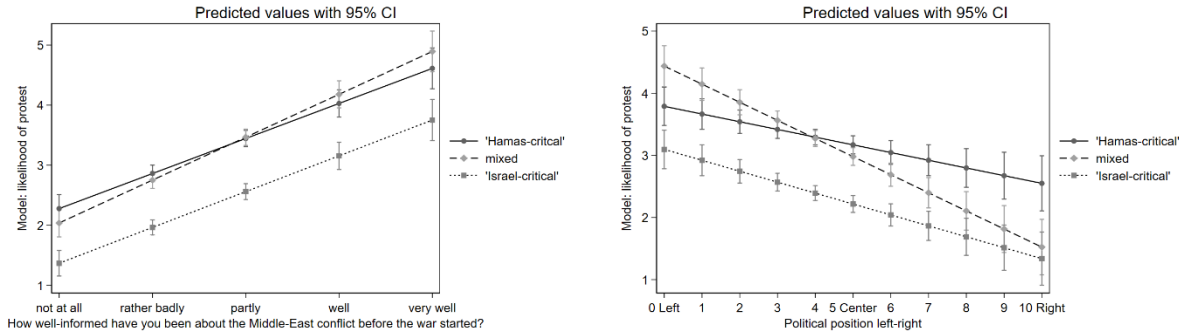 Predicted values with 95% CI
Model: likelihood of protest
5
4
3
2
1
not at all
rather badly
partly
well
very well
How well-informed have you been about the Middle-East conflict before the war started?
'Hamas-critcal'
mixed
'Israel-critical'
Predicted values with 95% CI
Model: likelihood of protest
5
4
3
2
1
0 Left
1
2
3
4
5 Center
6
7
8
9
10 Right
Political position left-right
'Hamas-critcal'
mixed
'Israel-critical'